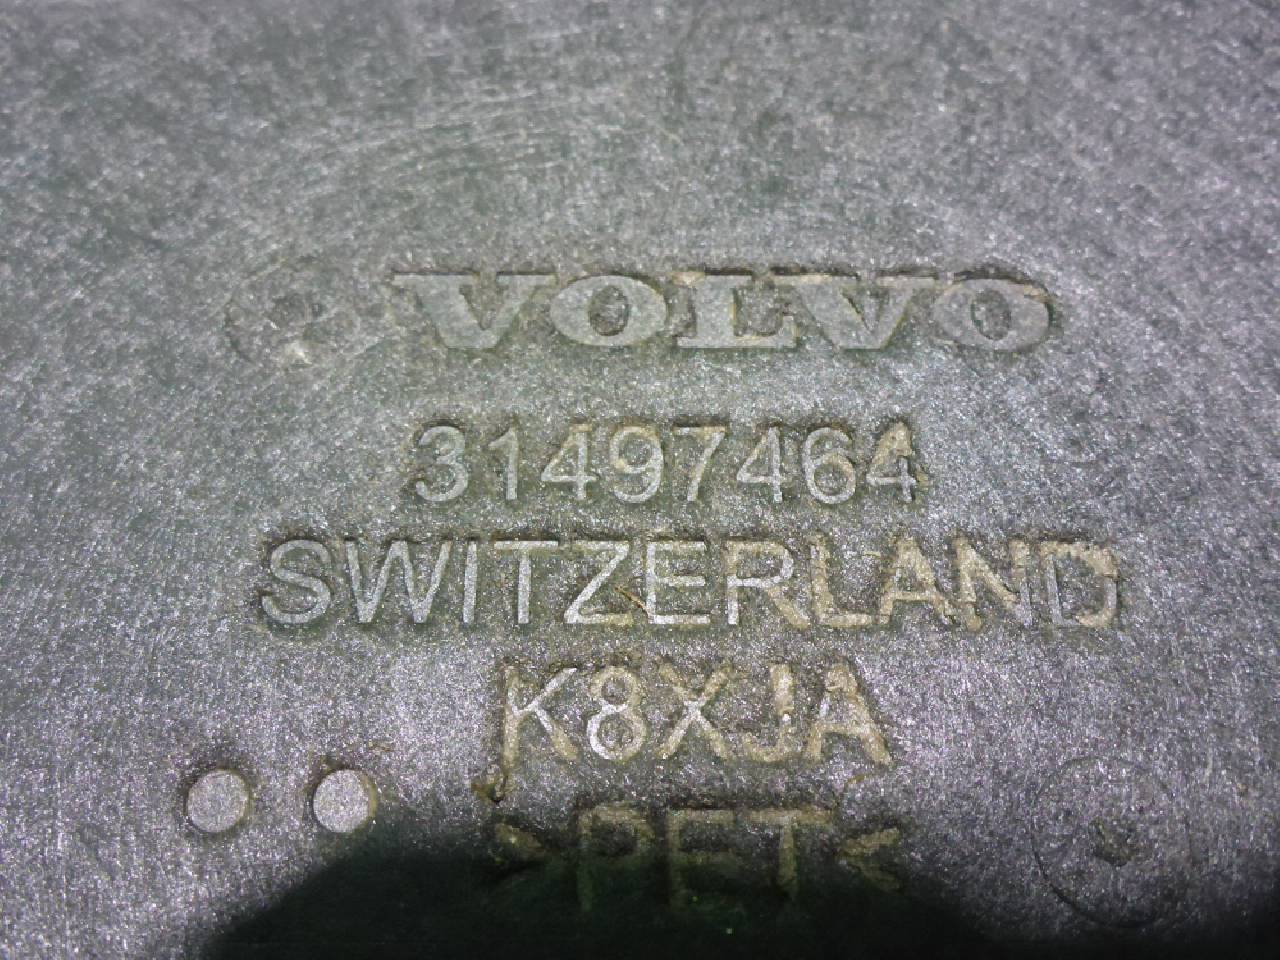 VOLVO
31497464
SWITZERLAND
K8XJA
>PET<